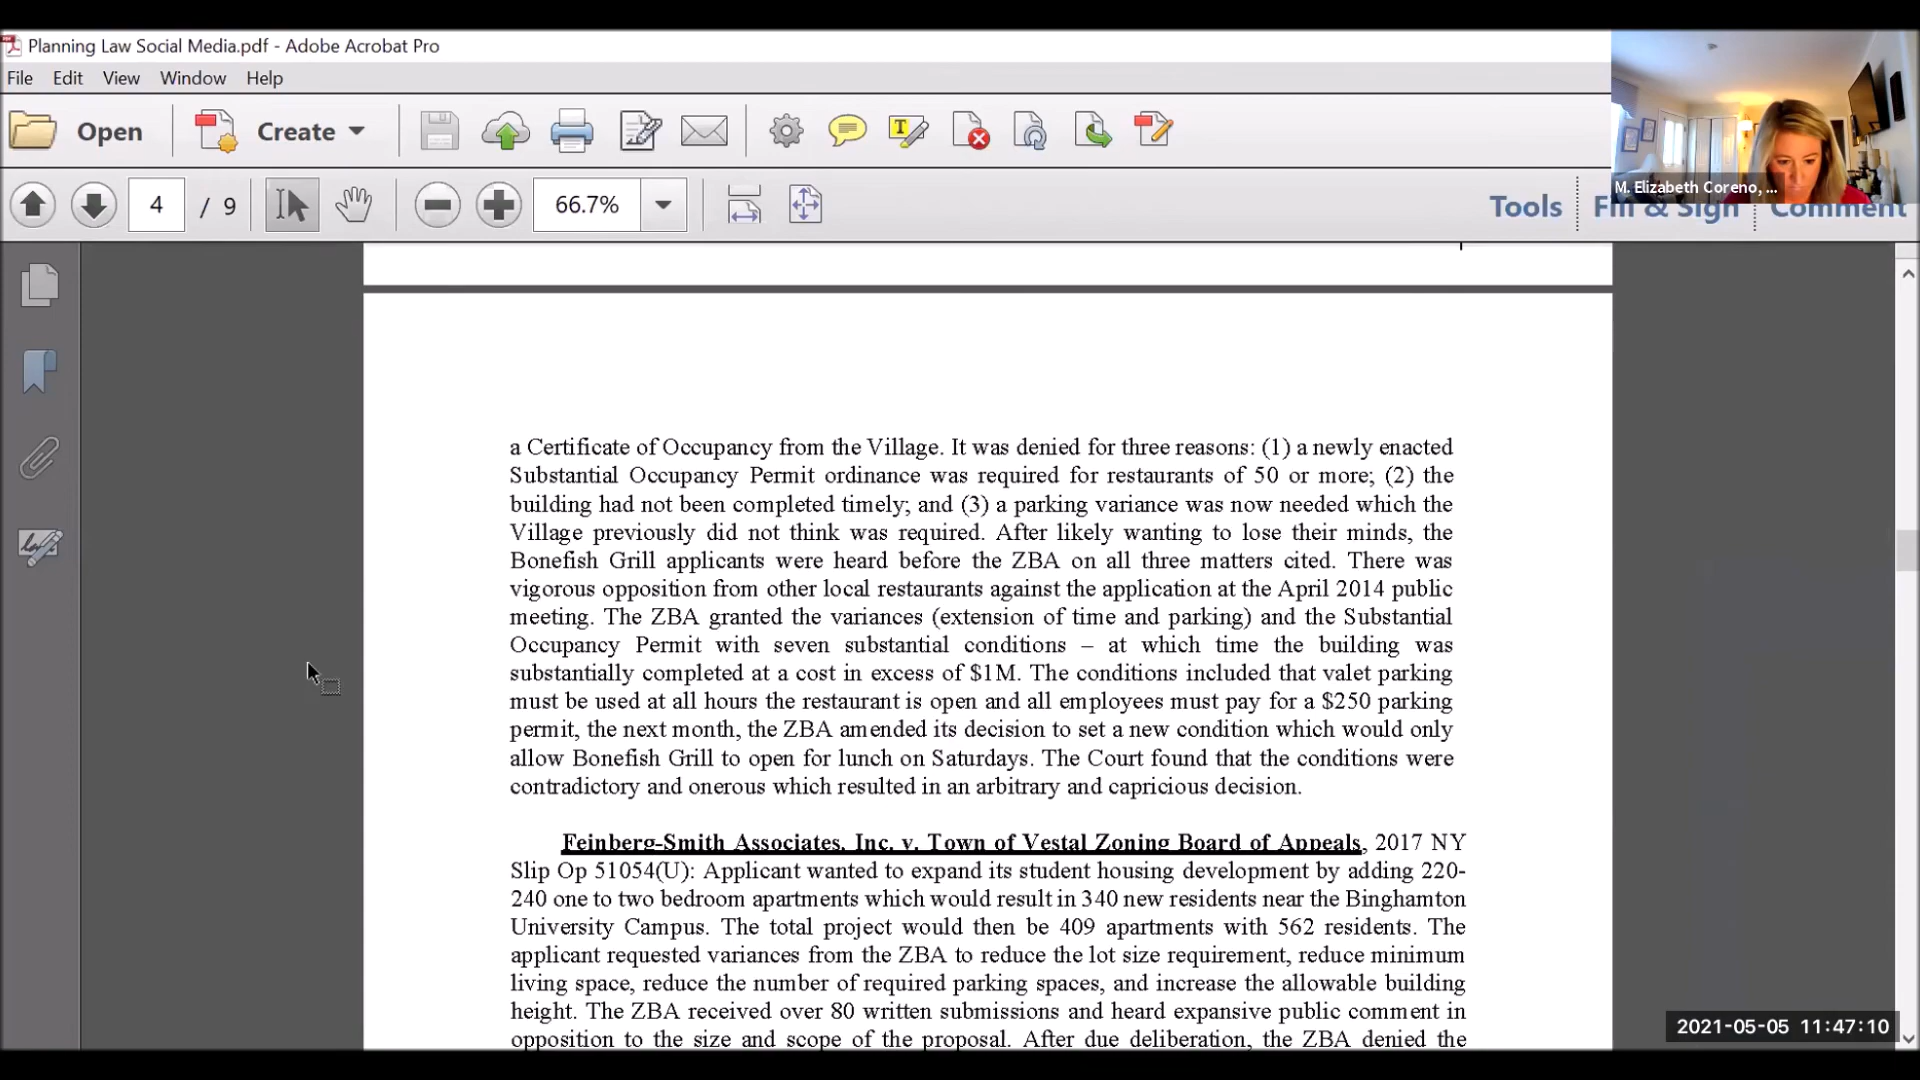 Planning Law Social Media.pdf - Adobe Acrobat Pro
File Edit View Window Help
Open Create
4 / 9 66.7% Tools Fill & Sign Comment
M. Elizabeth Coreno, ...
a Certificate of Occupancy from the Village. It was denied for three reasons: (1) a newly enacted
Substantial Occupancy Permit ordinance was required for restaurants of 50 or more; (2) the
building had not been completed timely; and (3) a parking variance was now needed which the
Village previously did not think was required. After likely wanting to lose their minds, the
Bonefish Grill applicants were heard before the ZBA on all three matters cited. There was
vigorous opposition from other local restaurants against the application at the April 2014 public
meeting. The ZBA granted the variances (extension of time and parking) and the Substantial
Occupancy Permit with seven substantial conditions – at which time the building was
substantially completed at a cost in excess of $1M. The conditions included that valet parking
must be used at all hours the restaurant is open and all employees must pay for a $250 parking
permit, the next month, the ZBA amended its decision to set a new condition which would only
allow Bonefish Grill to open for lunch on Saturdays. The Court found that the conditions were
contradictory and onerous which resulted in an arbitrary and capricious decision.
Feinberg-Smith Associates, Inc. v. Town of Vestal Zoning Board of Appeals, 2017 NY
Slip Op 51054(U): Applicant wanted to expand its student housing development by adding 220-
240 one to two bedroom apartments which would result in 340 new residents near the Binghamton
University Campus. The total project would then be 409 apartments with 562 residents. The
applicant requested variances from the ZBA to reduce the lot size requirement, reduce minimum
living space, reduce the number of required parking spaces, and increase the allowable building
height. The ZBA received over 80 written submissions and heard expansive public comment in
opposition to the size and scope of the proposal. After due deliberation, the ZBA denied the
2021-05-05 11:47:10